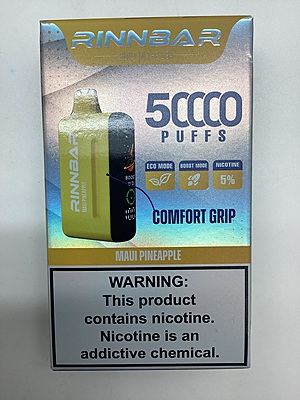 RINNBAR
50000
PUFFS
ECO MODE
BOOST MODE
NICOTINE
5%
RINNBAR
COMFORT GRIP
MAUI PINEAPPLE
WARNING:
This product
contains nicotine.
Nicotine is an
addictive chemical.